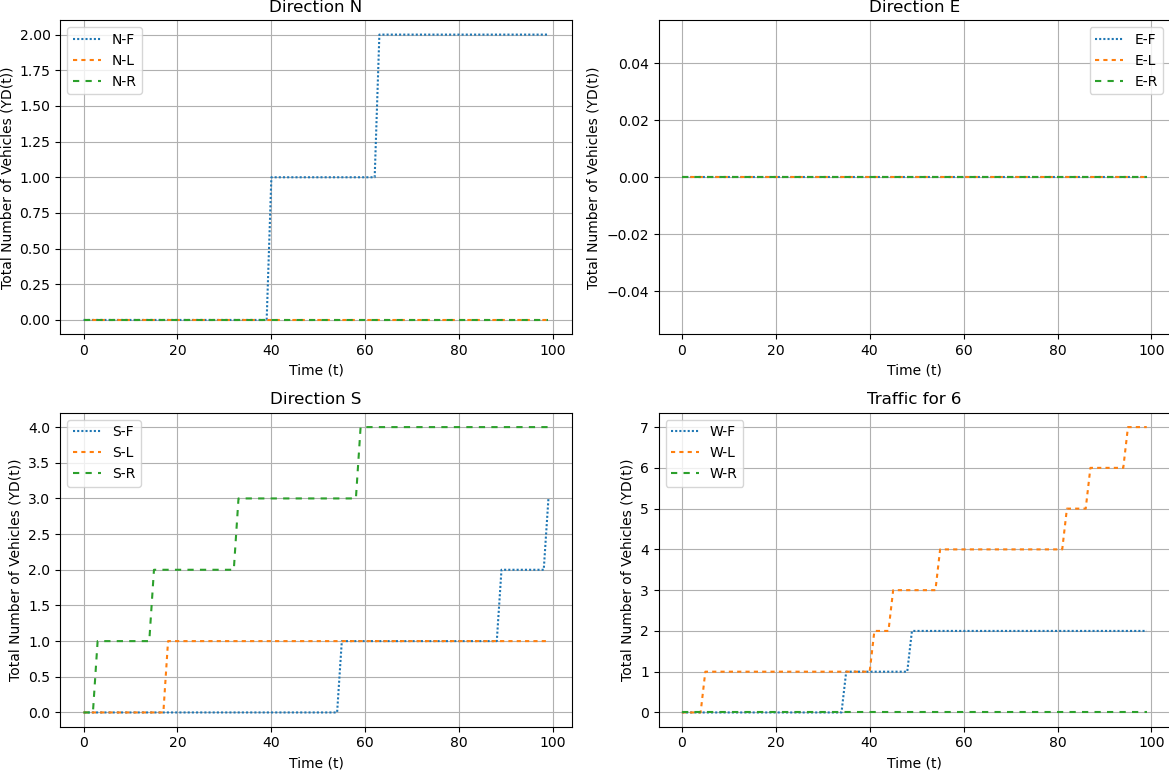 Direction N
Total Number of Vehicles (YD(t))
2.00
1.75
1.50
1.25
1.00
0.75
0.50
0.25
0.00
N-F
N-L
N-R
0 20 40 60 80 100
Time (t)
Direction E
Total Number of Vehicles (YD(t))
0.04
0.02
0.00
−0.02
−0.04
E-F
E-L
E-R
0 20 40 60 80 100
Time (t)
Direction S
Total Number of Vehicles (YD(t))
4.0
3.5
3.0
2.5
2.0
1.5
1.0
0.5
0.0
S-F
S-L
S-R
0 20 40 60 80 100
Time (t)
Traffic for 6
Total Number of Vehicles (YD(t))
7
6
5
4
3
2
1
0
W-F
W-L
W-R
0 20 40 60 80 100
Time (t)